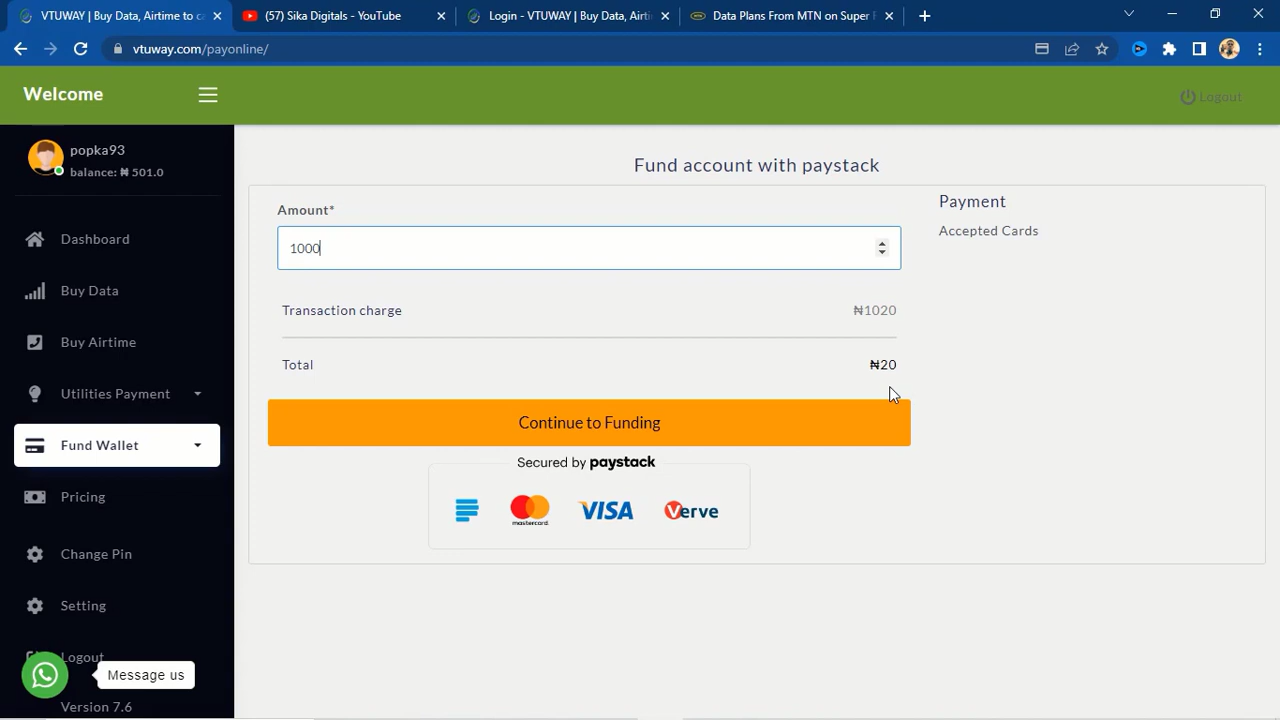 VTUWAY | Buy Data, Airtime to ca
(57) Sika Digitals - YouTube
Login - VTUWAY | Buy Data, Airtim
Data Plans From MTN on Super F
vtuway.com/payonline/
Welcome
Logout
popka93
balance: ₦ 501.0
Dashboard
Buy Data
Buy Airtime
Utilities Payment
Fund Wallet
Pricing
Change Pin
Setting
Logout
Message us
Version 7.6
Fund account with paystack
Amount*
1000
Transaction charge ₦1020
Total ₦20
Continue to Funding
Secured by paystack
mastercard.
VISA
Verve
Payment
Accepted Cards